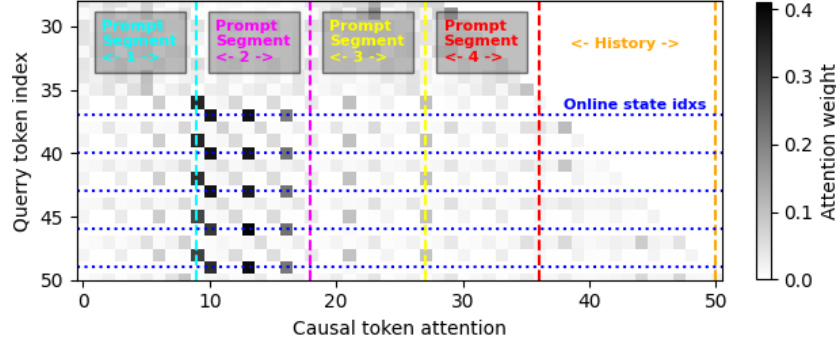 Prompt
Segment
<- 1 ->
Prompt
Segment
<- 2 ->
Prompt
Segment
<- 3 ->
Prompt
Segment
<- 4 ->
<- History ->
Online state idxs
Querry token index
30
35
40
45
50
0
10
20
30
40
50
Causal token attention
0.4
0.3
0.2
0.1
0.0
Attention weight